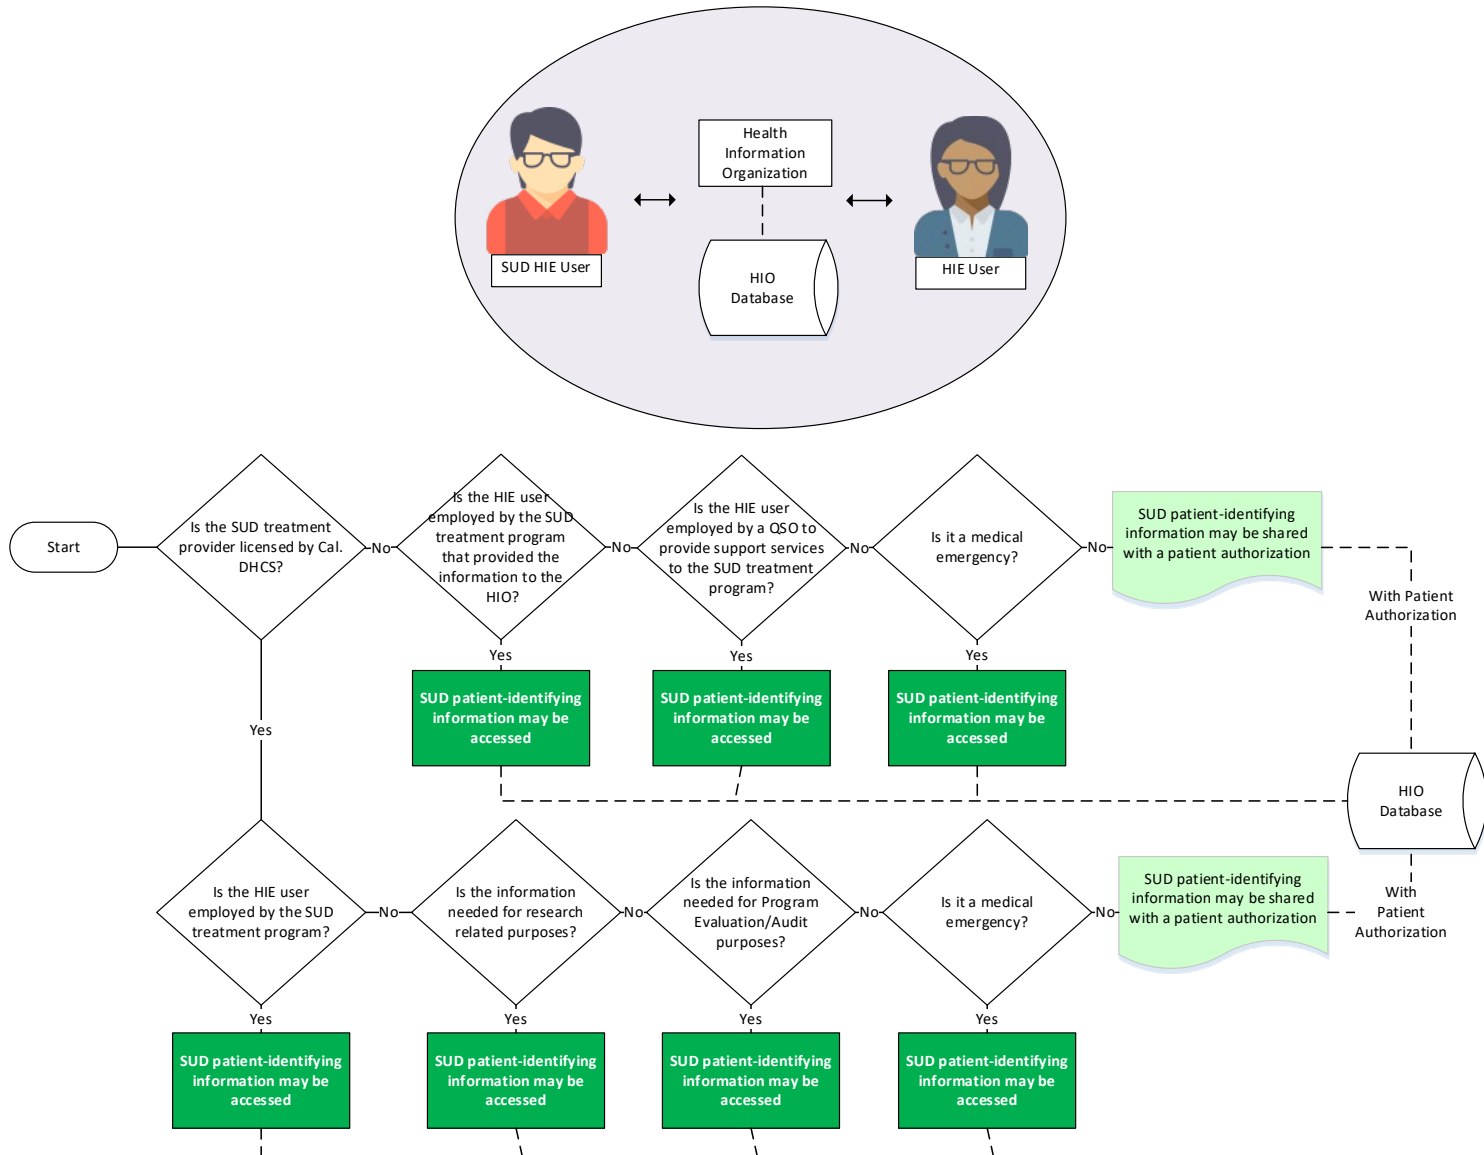 Health
Information
Organization
SUD HIE User
HIO
Database
HIE User
Start
Is the SUD treatment
provider licensed by Cal.
DHCS?
No
Is the HIE user
employed by the SUD
treatment program
that provided the
information to the
HIO?
No
Is the HIE user
employed by a QSO to
provide support services
to the SUD treatment
program?
No
Is it a medical
emergency?
No
SUD patient-identifying
information may be shared
with a patient authorization
With Patient
Authorization
Yes
Yes
Yes
Yes
SUD patient-identifying
information may be
accessed
SUD patient-identifying
information may be
accessed
SUD patient-identifying
information may be
accessed
HIO
Database
Is the HIE user
employed by the SUD
treatment program?
No
Is the information
needed for research
related purposes?
No
Is the information
needed for Program
Evaluation/Audit
purposes?
No
Is it a medical
emergency?
No
SUD patient-identifying
information may be shared
with a patient authorization
With
Patient
Authorization
Yes
Yes
Yes
Yes
SUD patient-identifying
information may be
accessed
SUD patient-identifying
information may be
accessed
SUD patient-identifying
information may be
accessed
SUD patient-identifying
information may be
accessed